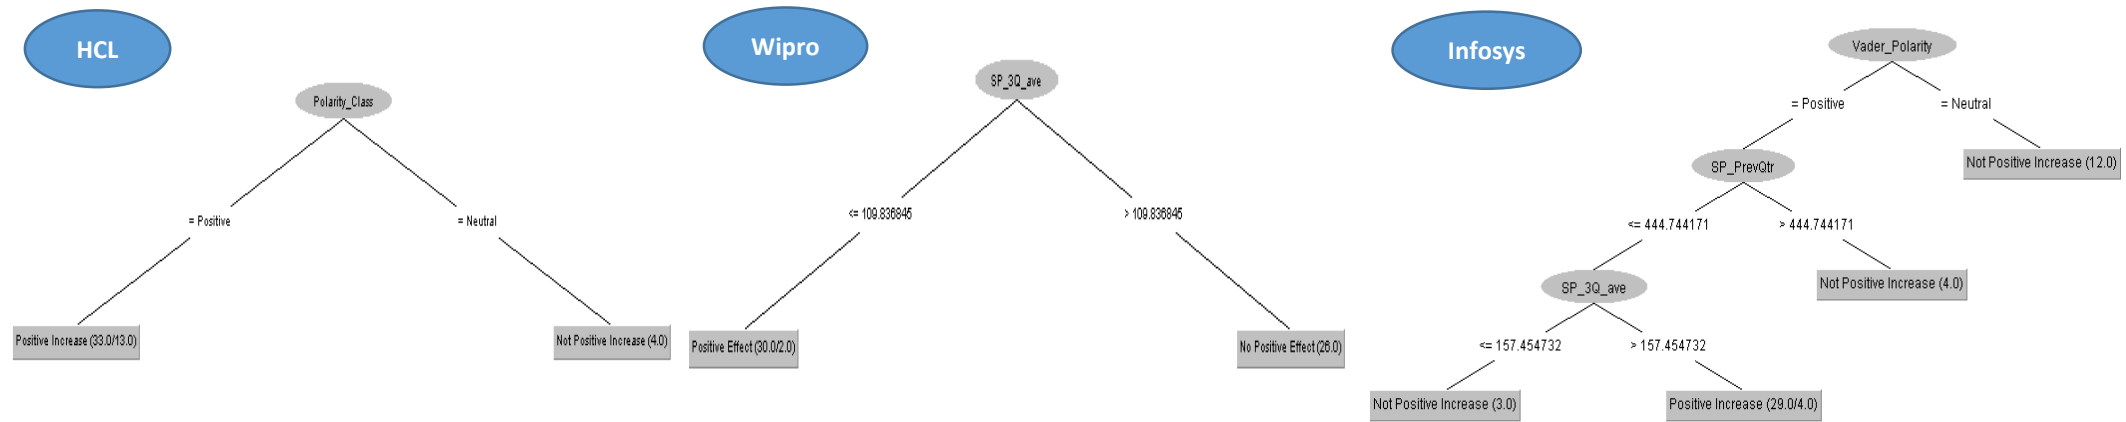 HCL
Polarity_Class
= Positive
= Neutral
Positive Increase (33.0/13.0)
Not Positive Increase (4.0)
Wipro
SP_3Q_ave
<= 109.836845
> 109.836845
Positive Effect (30.0/2.0)
No Positive Effect (26.0)
Infosys
Vader_Polarity
= Positive
= Neutral
SP_PrevQtr
Not Positive Increase (12.0)
<= 444.744171
> 444.744171
SP_3Q_ave
Not Positive Increase (4.0)
<= 157.454732
> 157.454732
Not Positive Increase (3.0)
Positive Increase (29.0/4.0)